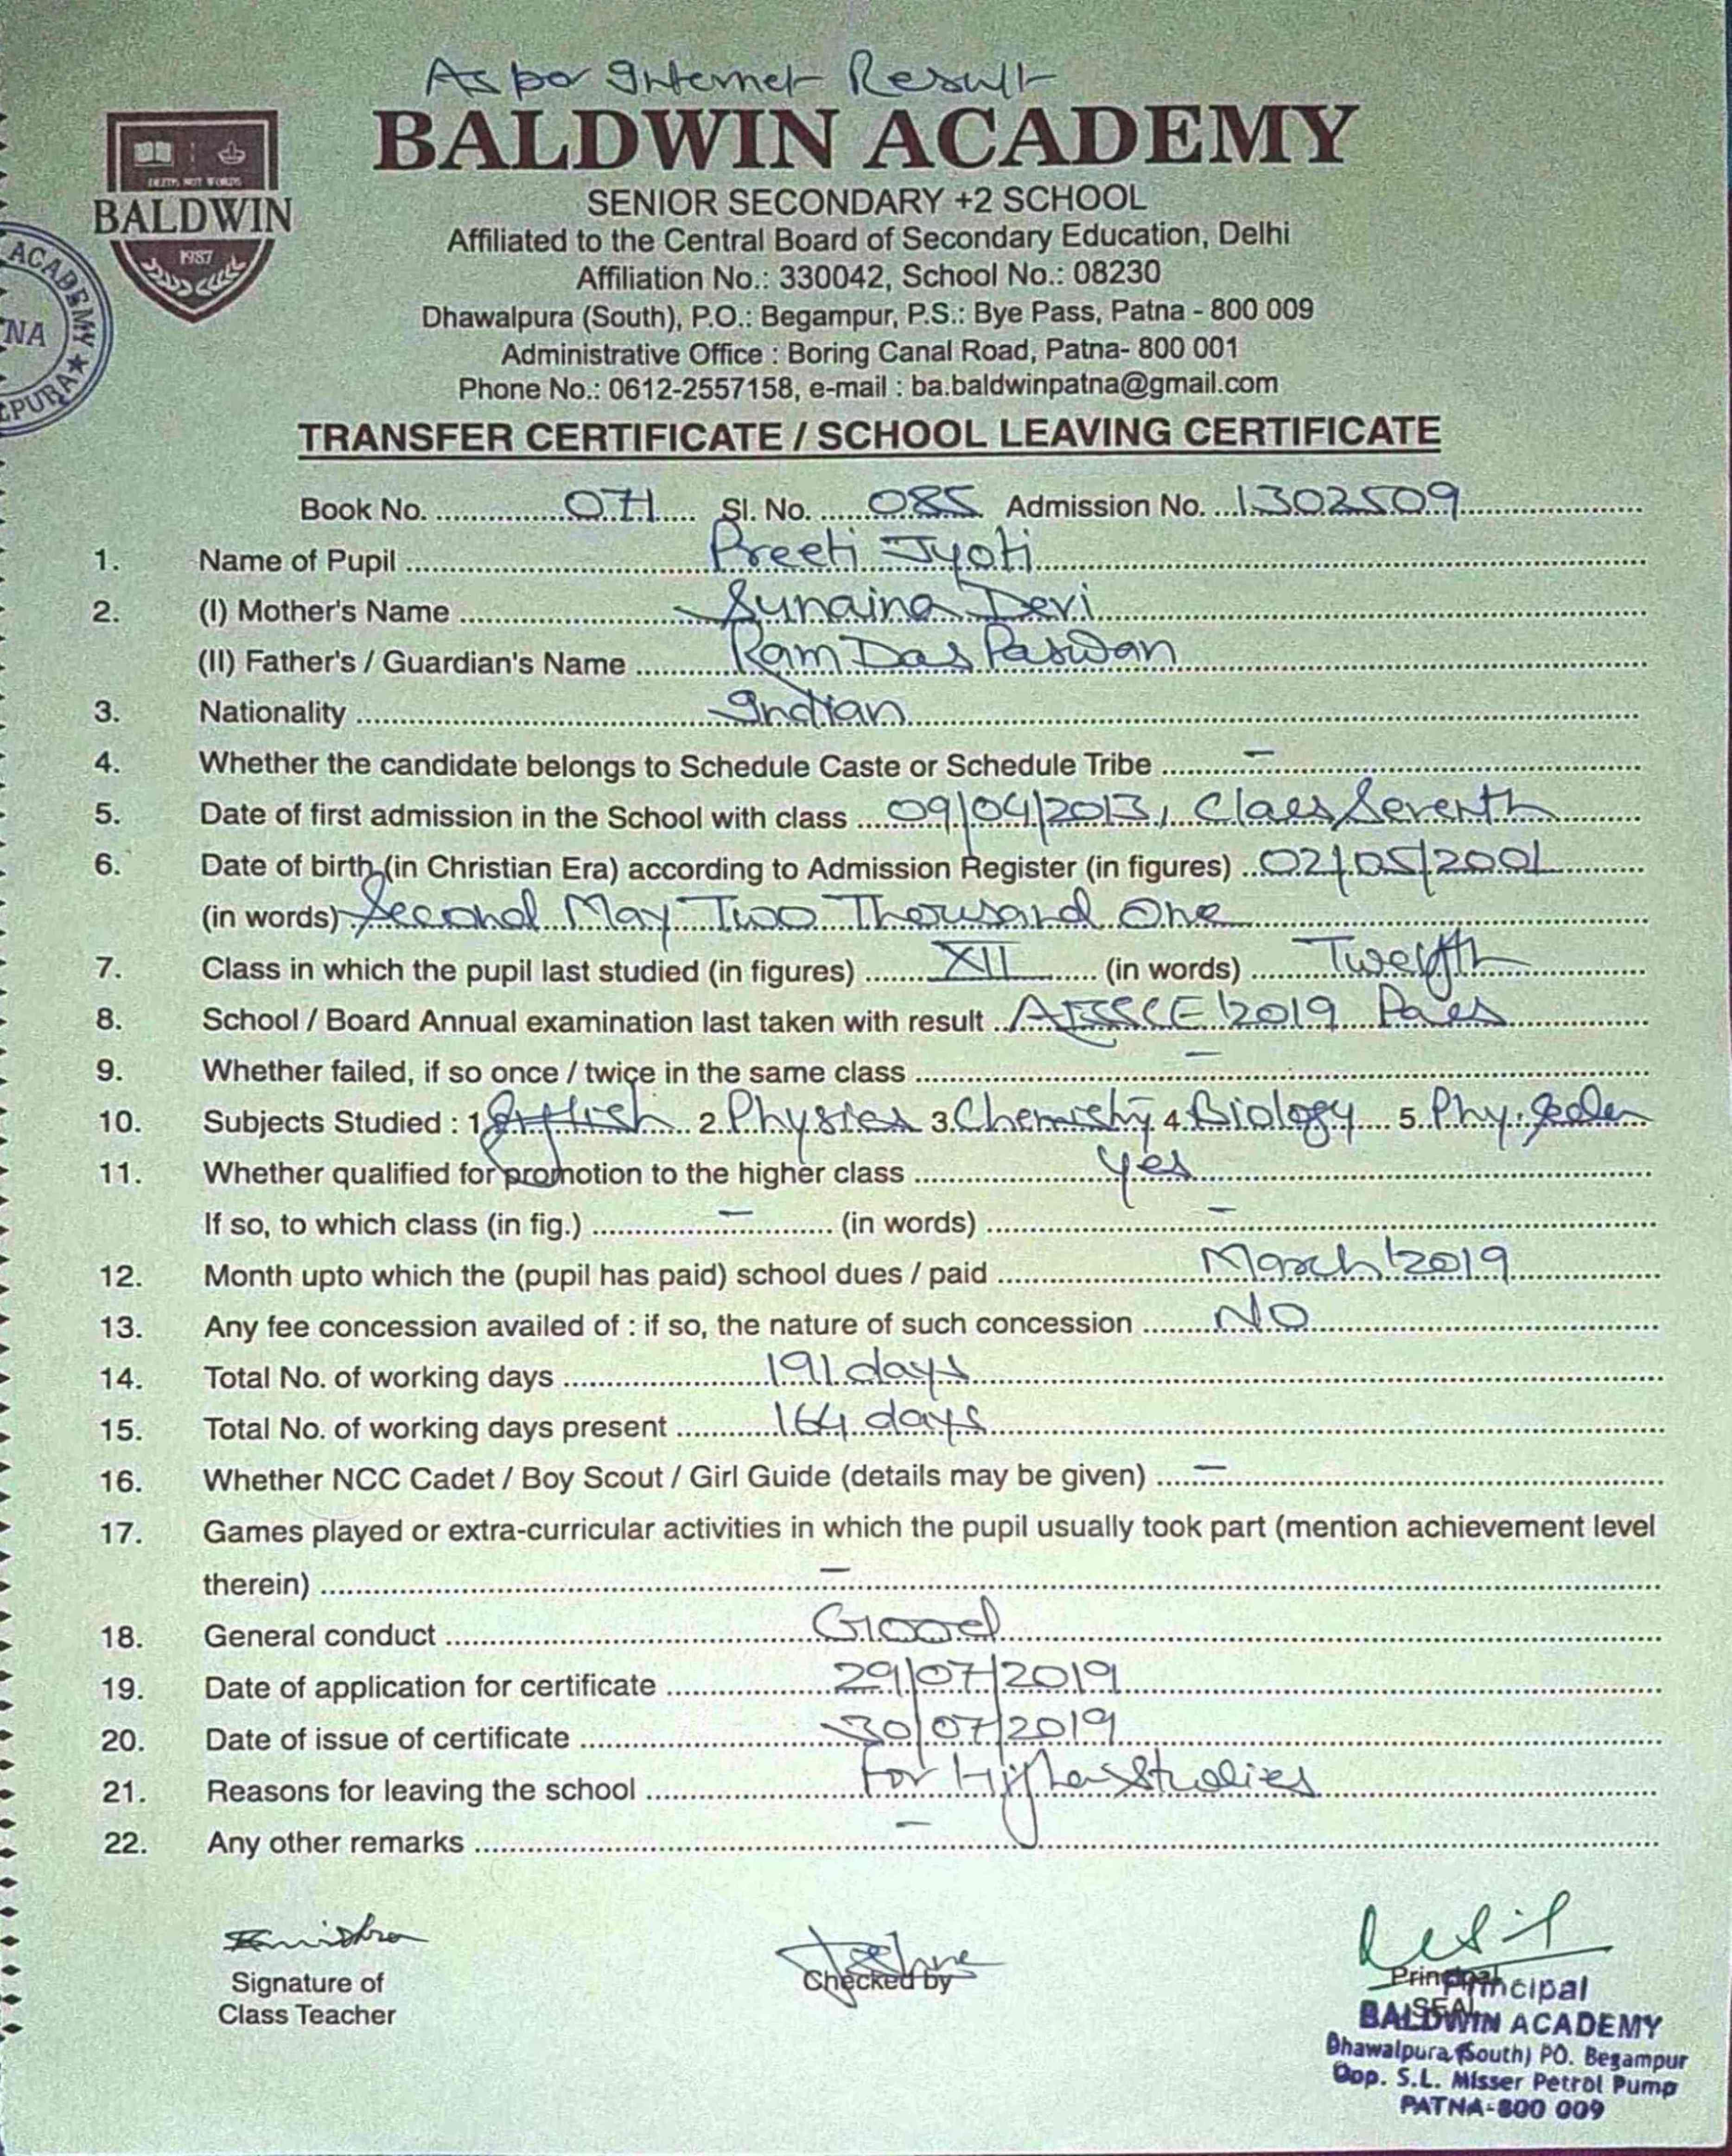 As per Internet Result
BALDWIN ACADEMY
DEEDS NOT WORDS
BALDWIN
1987
SENIOR SECONDARY +2 SCHOOL
Affiliated to the Central Board of Secondary Education, Delhi
Affiliation No.: 330042, School No.: 08230
Dhawalpura (South), P.O.: Begampur, P.S.: Bye Pass, Patna - 800 009
Administrative Office : Boring Canal Road, Patna- 800 001
Phone No.: 0612-2557158, e-mail : ba.baldwinpatna@gmail.com
ACADEMY ★
NA
PURA
TRANSFER CERTIFICATE / SCHOOL LEAVING CERTIFICATE
Book No. 071 Sl. No. 085 Admission No. 1302509
1. Name of Pupil Preeti Jyoti
2. (I) Mother's Name Sunaina Devi
(II) Father's / Guardian's Name Ram Das Paswan
3. Nationality Indian
4. Whether the candidate belongs to Schedule Caste or Schedule Tribe –
5. Date of first admission in the School with class 09/04/2013, Class Seventh
6. Date of birth (in Christian Era) according to Admission Register (in figures) 02/05/2001
(in words) Second May Two Thousand One
7. Class in which the pupil last studied (in figures) XII (in words) Twelfth
8. School / Board Annual examination last taken with result AISSCE'2019 Pass
9. Whether failed, if so once / twice in the same class –
10. Subjects Studied : 1. English 2. Physics 3. Chemistry 4. Biology 5. Phy. Edn
11. Whether qualified for promotion to the higher class Yes
If so, to which class (in fig.) – (in words) –
12. Month upto which the (pupil has paid) school dues / paid March'2019
13. Any fee concession availed of : if so, the nature of such concession NO
14. Total No. of working days 191 days
15. Total No. of working days present 164 days
16. Whether NCC Cadet / Boy Scout / Girl Guide (details may be given) –
17. Games played or extra-curricular activities in which the pupil usually took part (mention achievement level
therein) –
18. General conduct Good
19. Date of application for certificate 29/07/2019
20. Date of issue of certificate 30/07/2019
21. Reasons for leaving the school For Higher Studies
22. Any other remarks –
Signature of
Class Teacher
Checked by
Principal
SEAL
Principal
BALDWIN ACADEMY
Dhawalpura (South) PO. Begampur
Opp. S.L. Misser Petrol Pump
PATNA-800 009